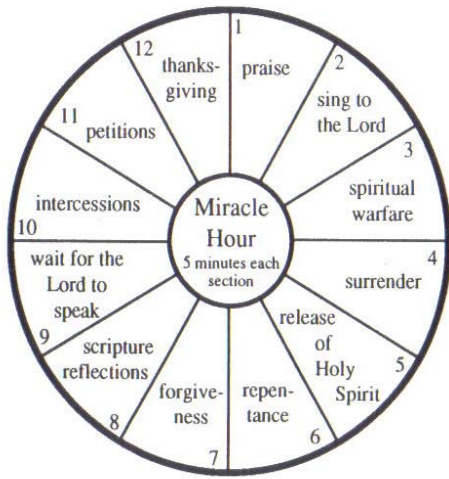 Miracle
Hour
5 minutes each
section
1
praise
2
sing to
the Lord
3
spiritual
warfare
4
surrender
5
release
of
Holy
Spirit
6
repen-
tance
7
forgive-
ness
8
scripture
reflections
9
wait for the
Lord to
speak
10
intercessions
11
petitions
12
thanks-
giving